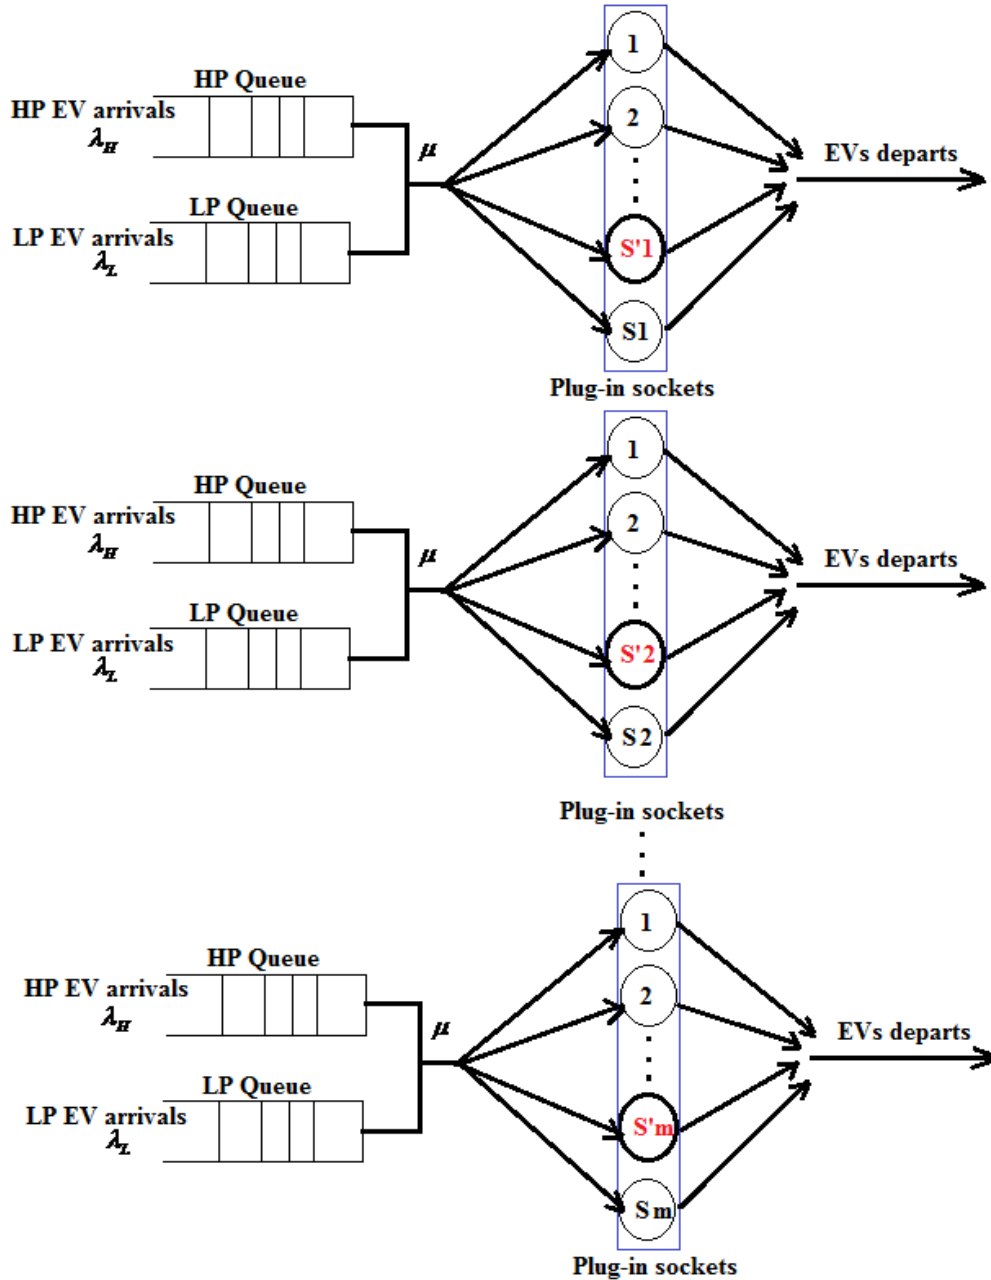 HP Queue
HP EV arrivals
λH
μ
LP Queue
LP EV arrivals
λL
1
2
S'1
S1
EVs departs
Plug-in sockets
HP Queue
HP EV arrivals
λH
μ
LP Queue
LP EV arrivals
λL
1
2
S'2
S2
EVs departs
Plug-in sockets
HP Queue
HP EV arrivals
λH
μ
LP Queue
LP EV arrivals
λL
1
2
S'm
Sm
EVs departs
Plug-in sockets